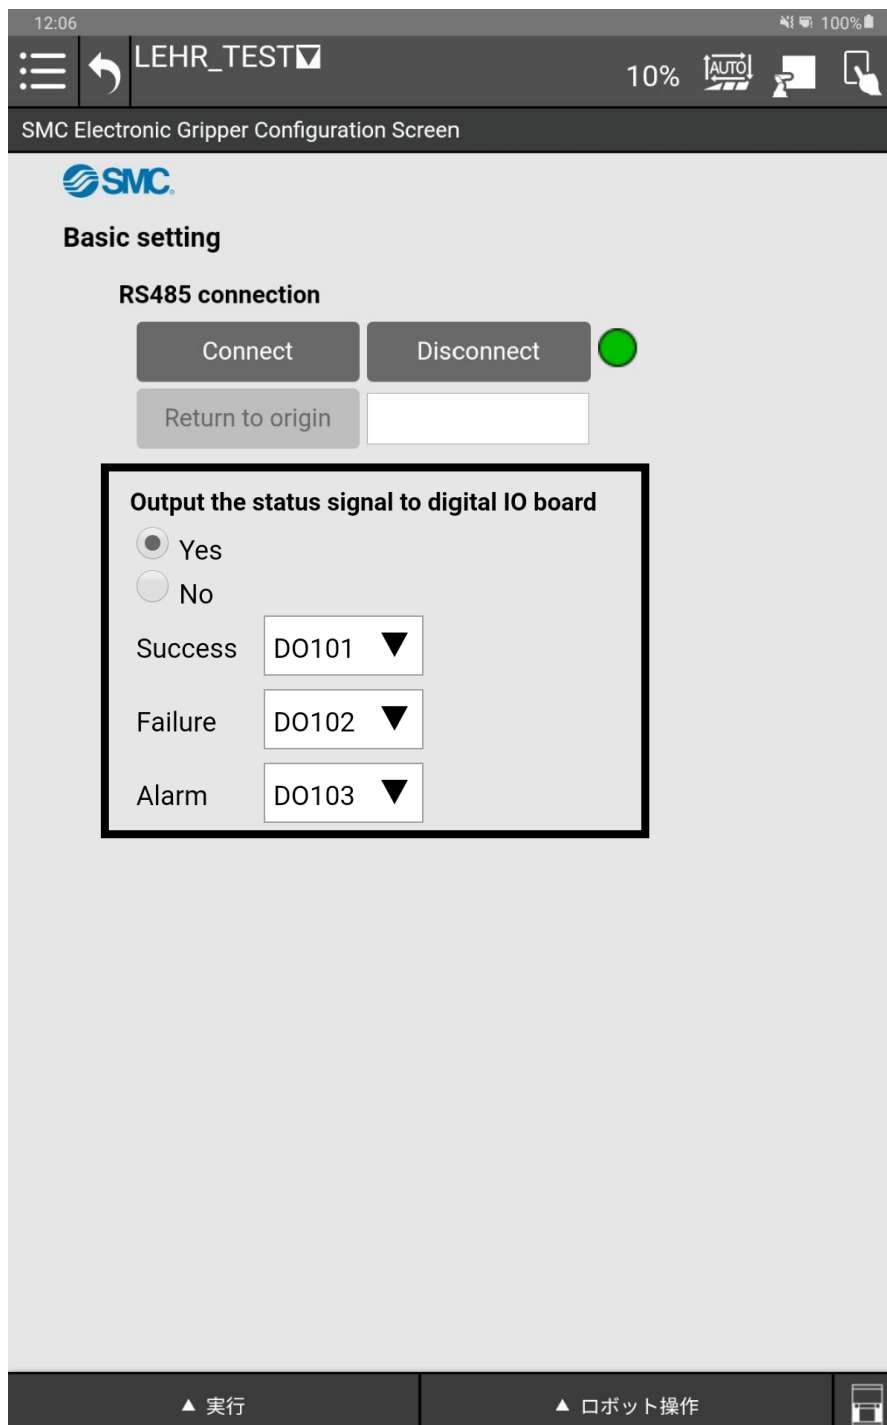 12:06 100%
LEHR_TEST
10% AUTO
SMC Electronic Gripper Configuration Screen
SMC
Basic setting
RS485 connection
Connect Disconnect
Return to origin
Output the status signal to digital IO board
Yes
No
Success DO101 ▼
Failure DO102 ▼
Alarm DO103 ▼
▲ 実行 ▲ ロボット操作